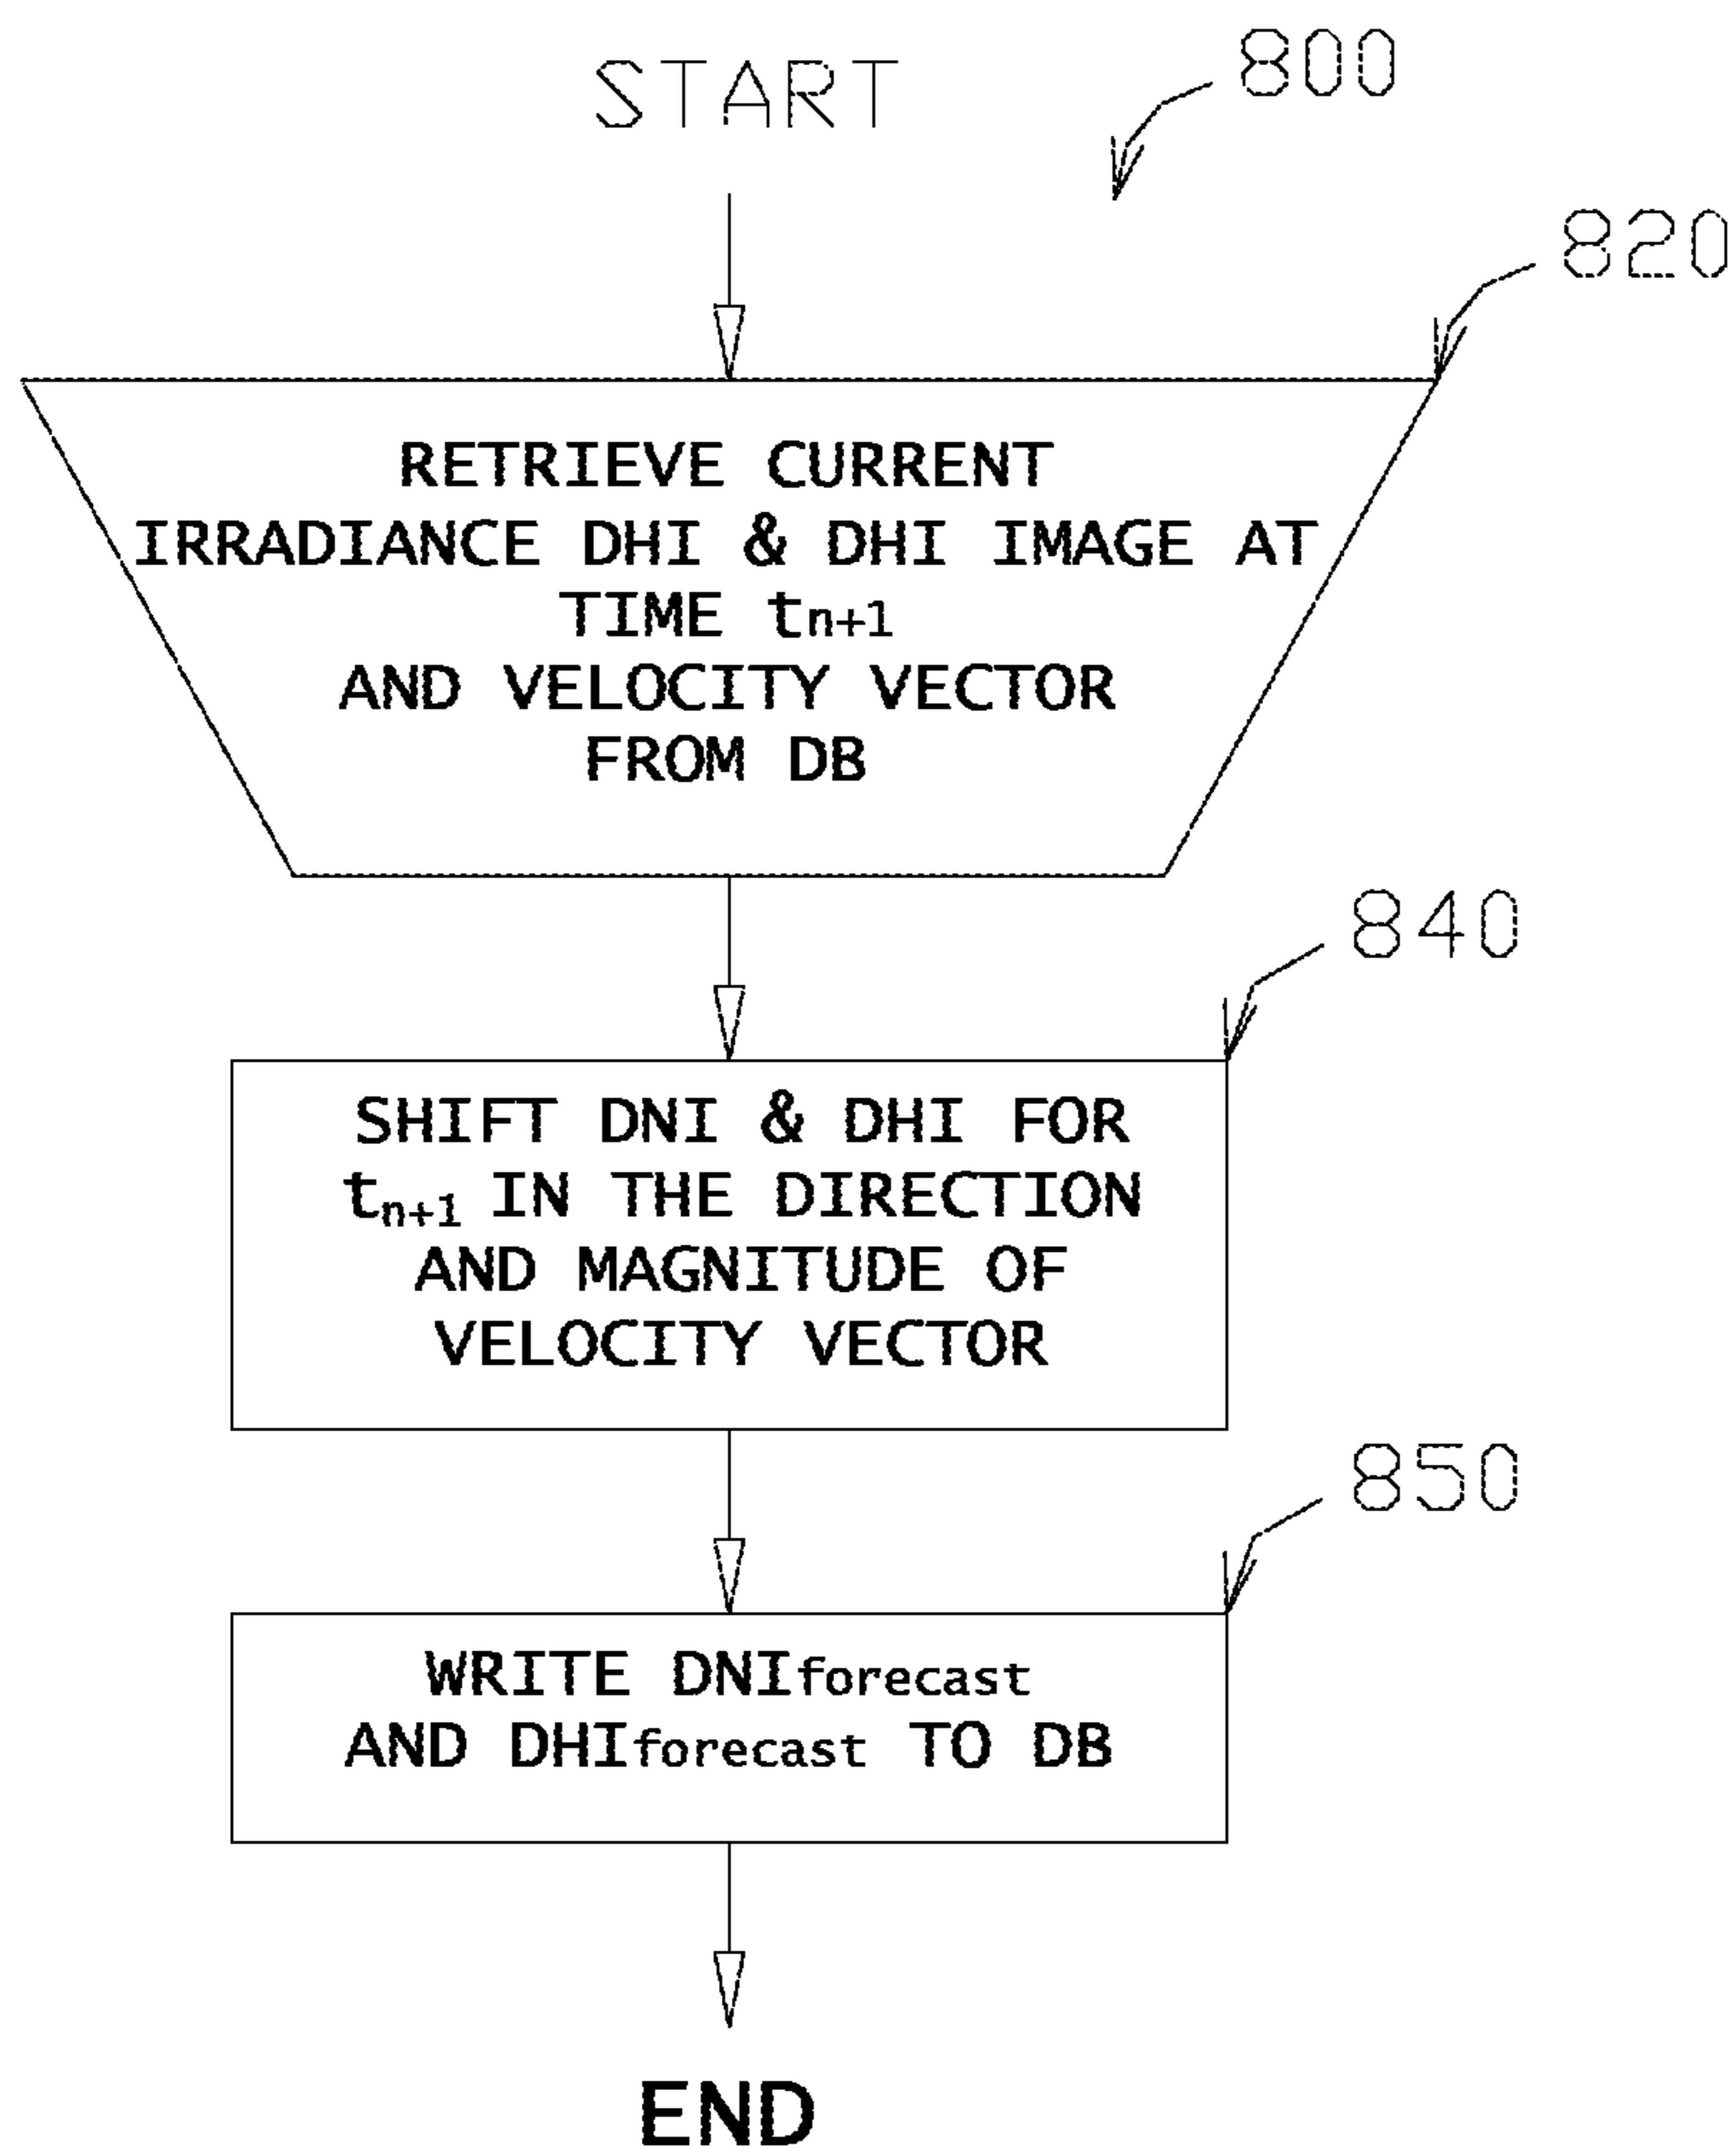 START
800
820
RETRIEVE CURRENT
IRRADIANCE DHI & DHI IMAGE AT
TIME tn+1
AND VELOCITY VECTOR
FROM DB
840
SHIFT DNI & DHI FOR
tn+1 IN THE DIRECTION
AND MAGNITUDE OF
VELOCITY VECTOR
850
WRITE DNIforecast
AND DHIforecast TO DB
END